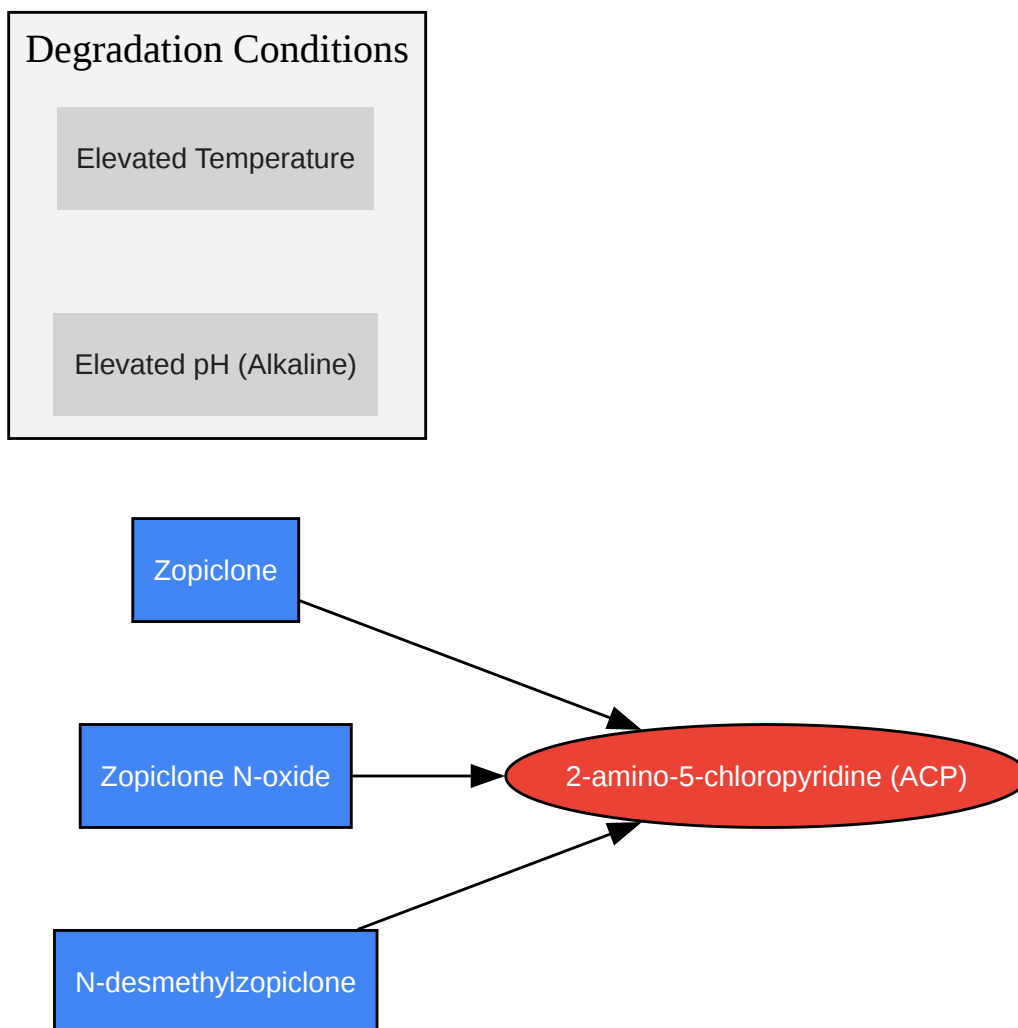 Degradation Conditions
Elevated Temperature
Elevated pH (Alkaline)
Zopiclone
Zopiclone N-oxide
2-amino-5-chloropyridine (ACP)
N-desmethylzopiclone